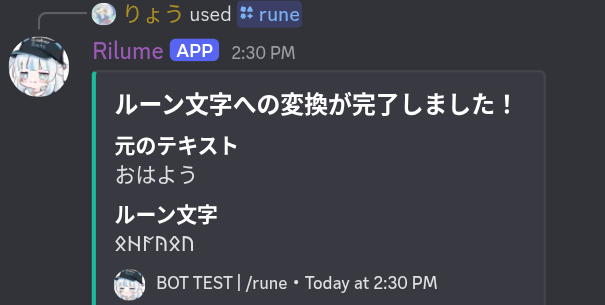 りょう used rune
Rilume APP 2:30 PM
ルーン文字への変換が完了しました！
元のテキスト
おはよう
ルーン文字
ᛟᚺᚨᚤᛟᚢ
BOT TEST | /rune • Today at 2:30 PM